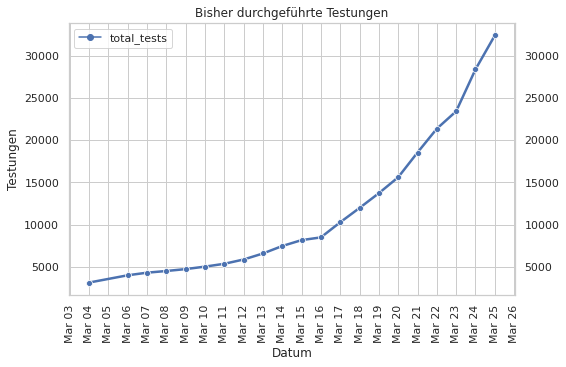 Bisher durchgeführte Testungen
total_tests
Testungen
30000
25000
20000
15000
10000
5000
30000
25000
20000
15000
10000
5000
Mar 03
Mar 04
Mar 05
Mar 06
Mar 07
Mar 08
Mar 09
Mar 10
Mar 11
Mar 12
Mar 13
Mar 14
Mar 15
Mar 16
Mar 17
Mar 18
Mar 19
Mar 20
Mar 21
Mar 22
Mar 23
Mar 24
Mar 25
Mar 26
Datum